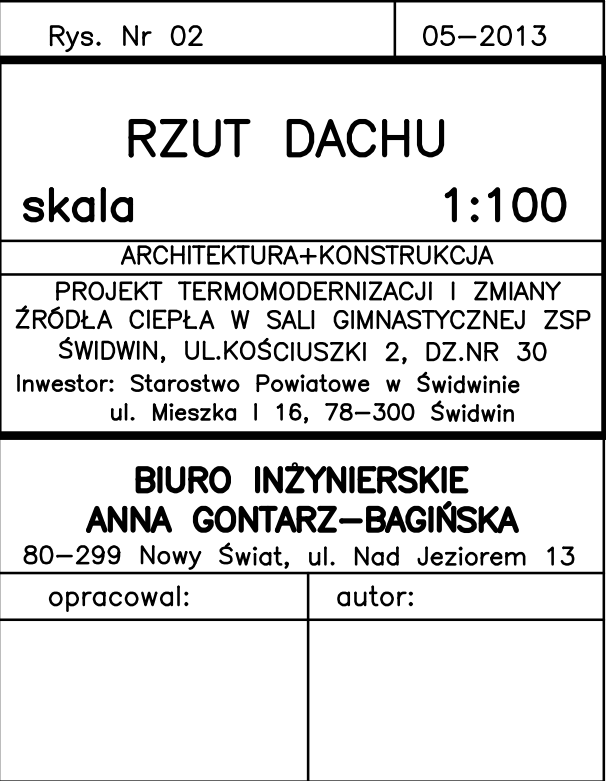 Rys. Nr 02 05-2013
RZUT DACHU
skala 1:100
ARCHITEKTURA+KONSTRUKCJA
PROJEKT TERMOMODERNIZACJI I ZMIANY
ŹRÓDŁA CIEPŁA W SALI GIMNASTYCZNEJ ZSP
ŚWIDWIN, UL.KOŚCIUSZKI 2, DZ.NR 30
Inwestor: Starostwo Powiatowe w Świdwinie
ul. Mieszka I 16, 78-300 Świdwin
BIURO INŻYNIERSKIE
ANNA GONTARZ-BAGIŃSKA
80-299 Nowy Świat, ul. Nad Jeziorem 13
opracowal: autor: